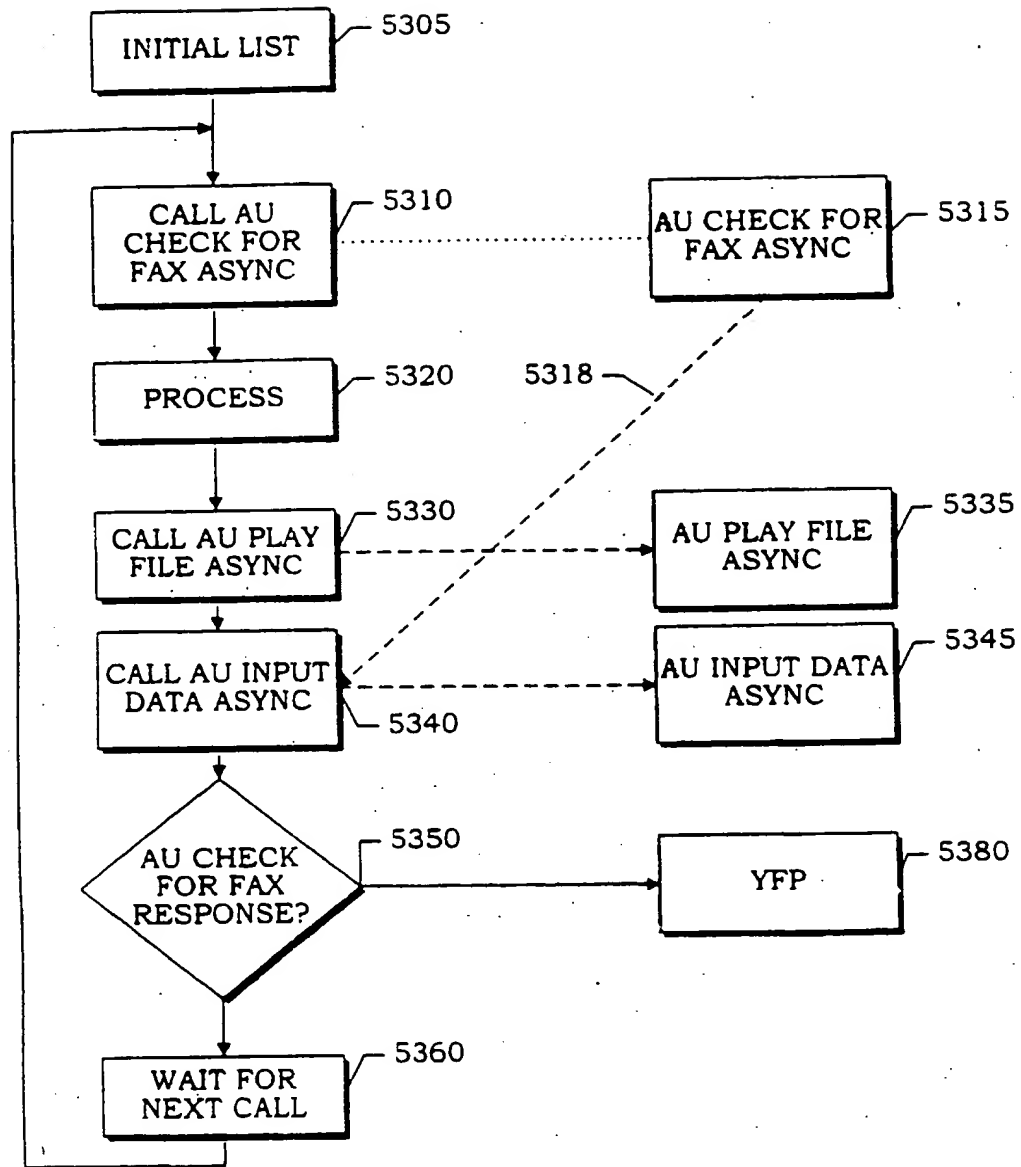 INITIAL LIST
5305
CALL AU
CHECK FOR
FAX ASYNC
5310
AU CHECK FOR
FAX ASYNC
5315
PROCESS
5320
5318
CALL AU PLAY
FILE ASYNC
5330
AU PLAY FILE
ASYNC
5335
CALL AU INPUT
DATA ASYNC
5340
AU INPUT DATA
ASYNC
5345
AU CHECK
FOR FAX
RESPONSE?
5350
YFP
5380
WAIT FOR
NEXT CALL
5360